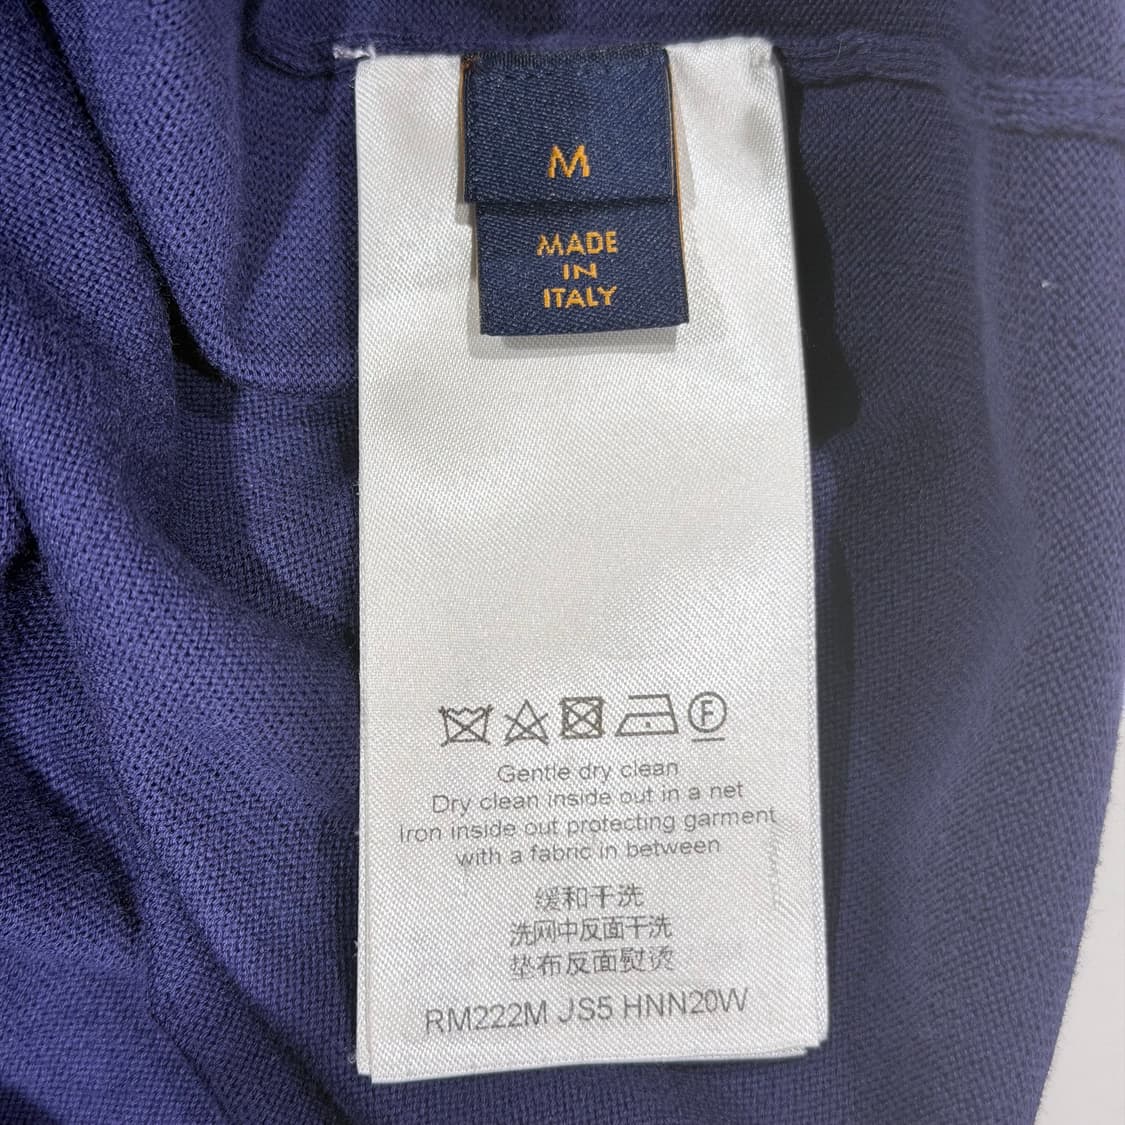 M
MADE
IN
ITALY
F
Gentle dry clean
Dry clean inside out in a net
Iron inside out protecting garment
with a fabric in between
缓和干洗
洗网中反面干洗
垫布反面熨烫
RM222M JS5 HNN20W